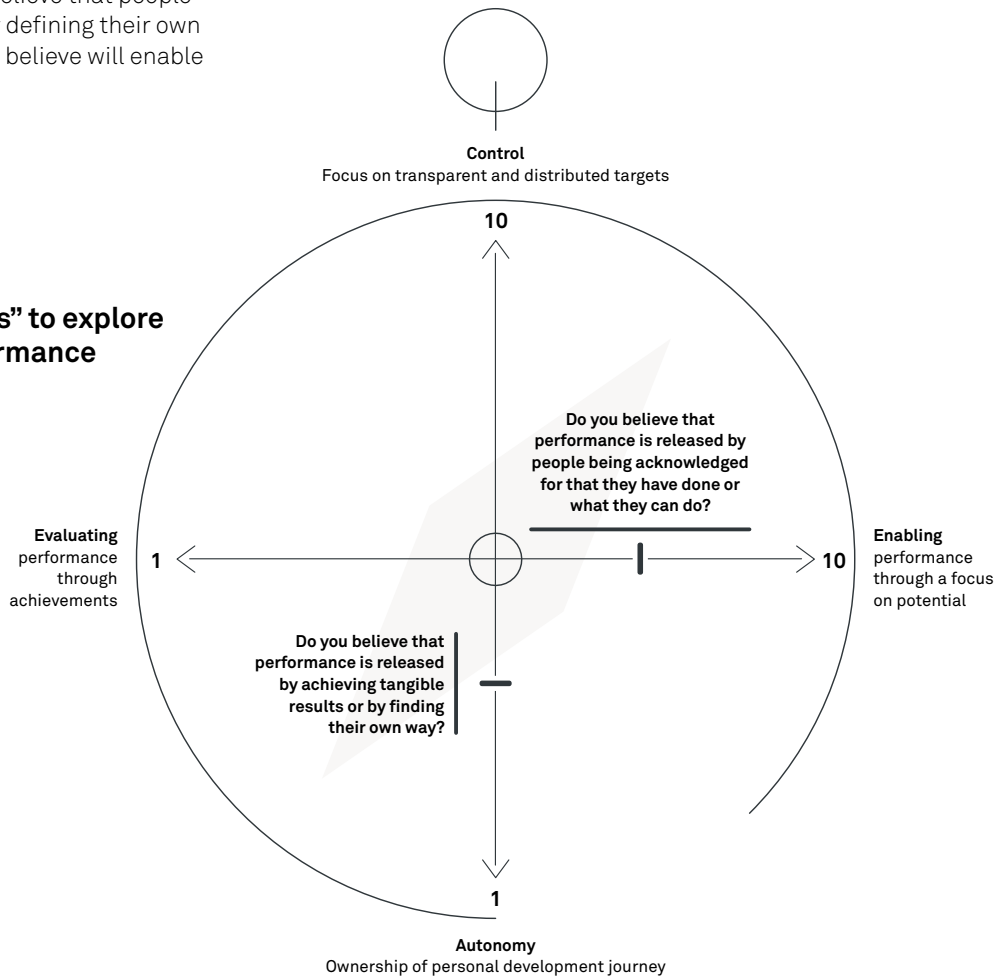 believe that people
defining their own
believe will enable
Control
Focus on transparent and distributed targets
10
s” to explore
rmance
Do you believe that
performance is released by
people being acknowledged
for that they have done or
what they can do?
Evaluating
performance
through
achievements
1
10
Enabling
performance
through a focus
on potential
Do you believe that
performance is released
by achieving tangible
results or by finding
their own way?
1
Autonomy
Ownership of personal development journey